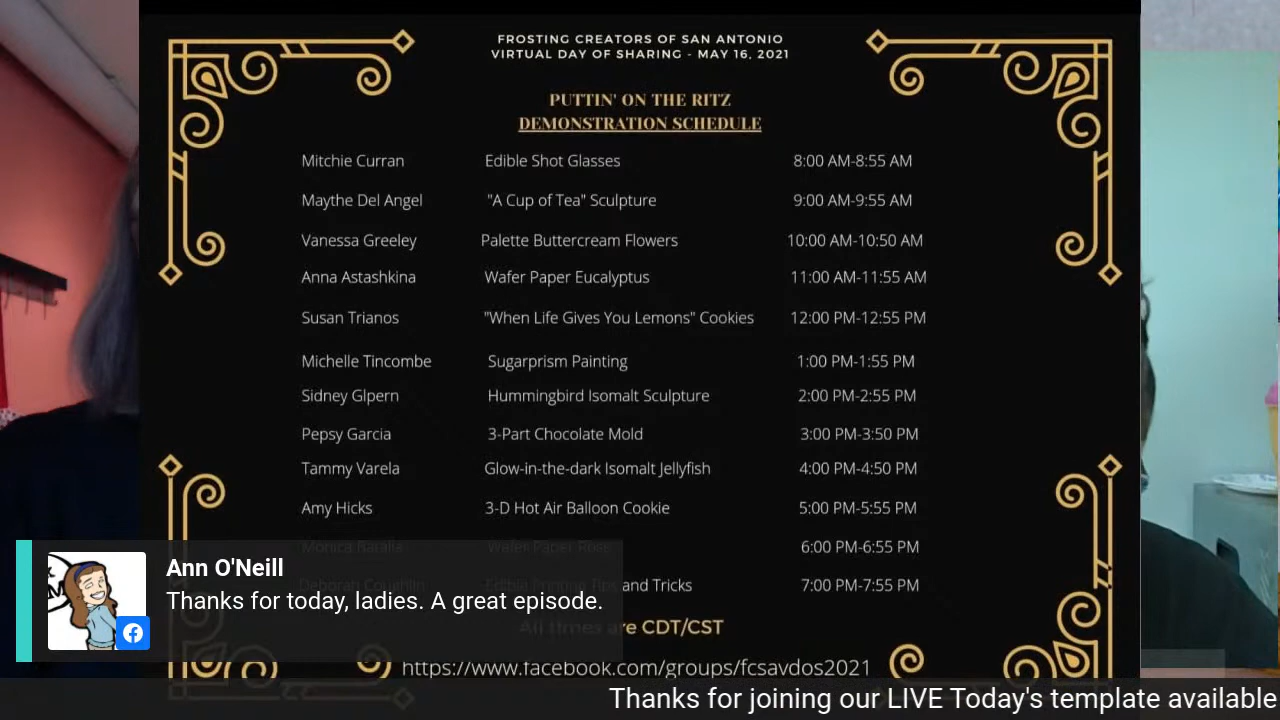 FROSTING CREATORS OF SAN ANTONIO
VIRTUAL DAY OF SHARING - MAY 16, 2021
PUTTIN' ON THE RITZ
DEMONSTRATION SCHEDULE
Mitchie Curran Edible Shot Glasses 8:00 AM-8:55 AM
Maythe Del Angel "A Cup of Tea" Sculpture 9:00 AM-9:55 AM
Vanessa Greeley Palette Buttercream Flowers 10:00 AM-10:50 AM
Anna Astashkina Wafer Paper Eucalyptus 11:00 AM-11:55 AM
Susan Trianos "When Life Gives You Lemons" Cookies 12:00 PM-12:55 PM
Michelle Tincombe Sugarprism Painting 1:00 PM-1:55 PM
Sidney Glpern Hummingbird Isomalt Sculpture 2:00 PM-2:55 PM
Pepsy Garcia 3-Part Chocolate Mold 3:00 PM-3:50 PM
Tammy Varela Glow-in-the-dark Isomalt Jellyfish 4:00 PM-4:50 PM
Amy Hicks 3-D Hot Air Balloon Cookie 5:00 PM-5:55 PM
Monica Wafer Paper Rose 6:00 PM-6:55 PM
Deborah Coughlin Edible Tips and Tricks 7:00 PM-7:55 PM
All times are CDT/CST
https://www.facebook.com/groups/fcsavdos2021
Ann O'Neill
Thanks for today, ladies. A great episode.
Thanks for joining our LIVE Today's template available